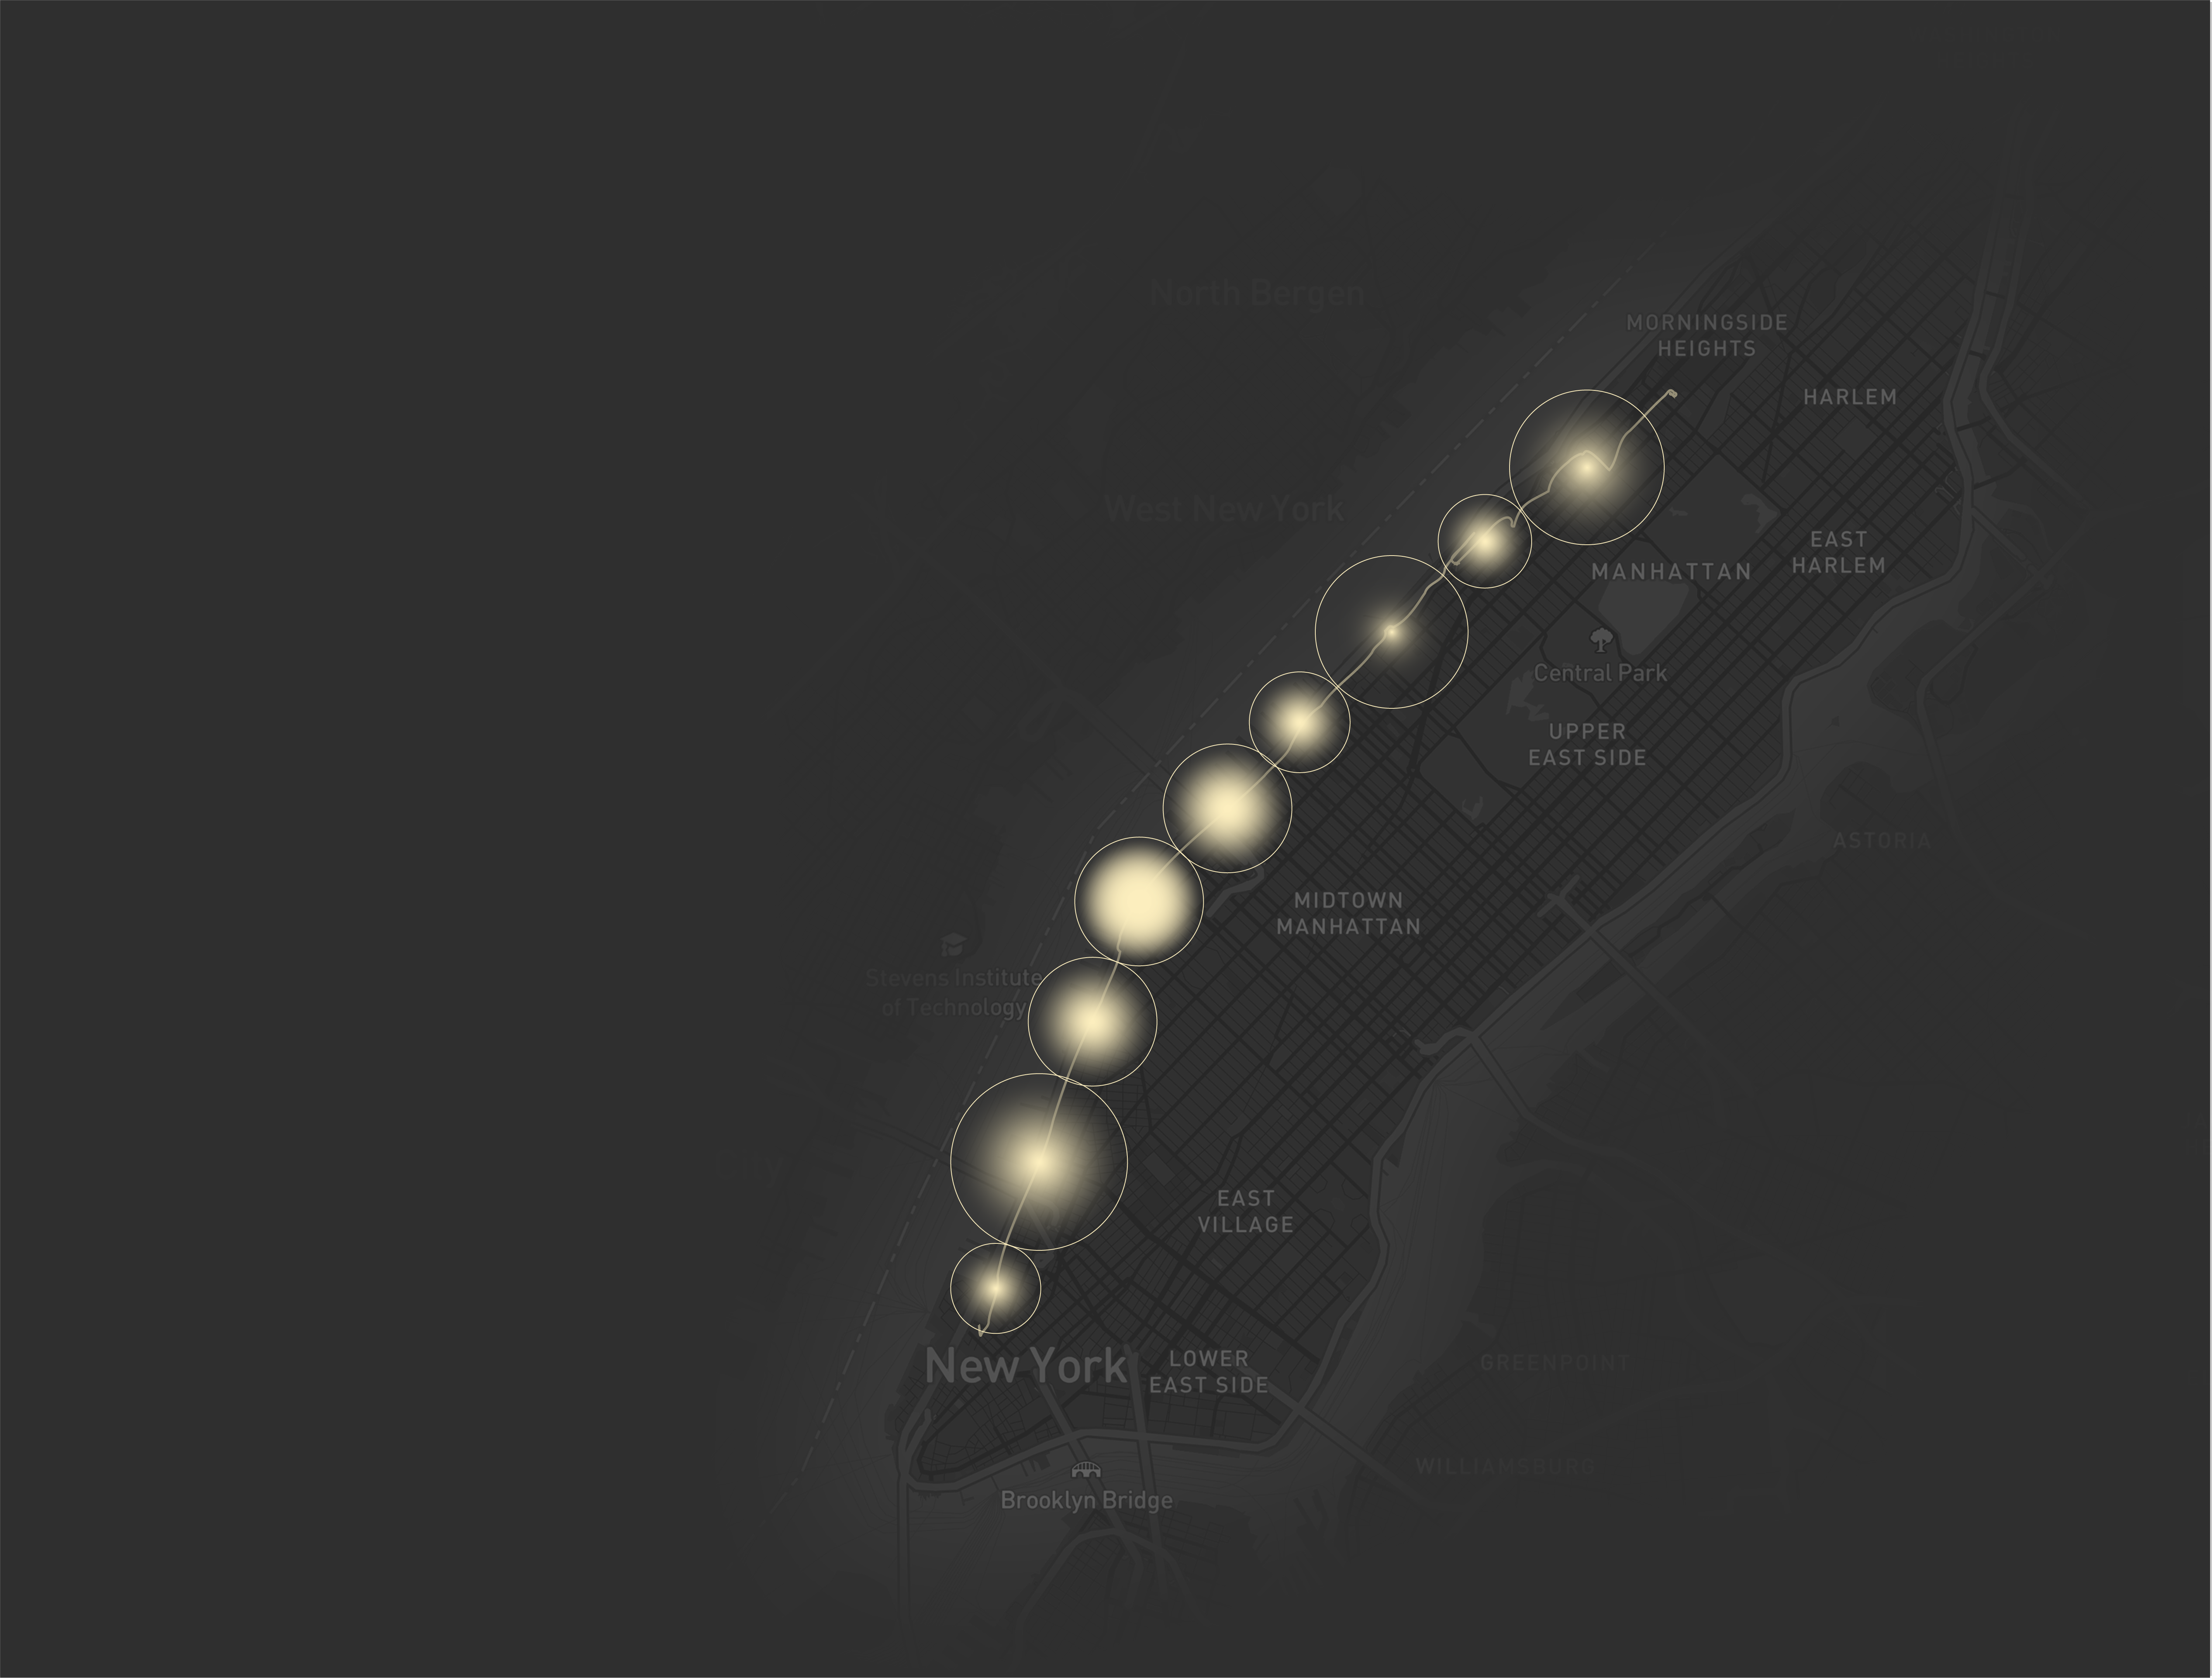 North Bergen
MORNINGSIDE
HEIGHTS
HARLEM
West New York
EAST
HARLEM
MANHATTAN
Central Park
UPPER
EAST SIDE
ASTORIA
MIDTOWN
MANHATTAN
Stevens Institute
of Technology
EAST
VILLAGE
New York
LOWER
EAST SIDE
GREENPOINT
WILLIAMSBURG
Brooklyn Bridge